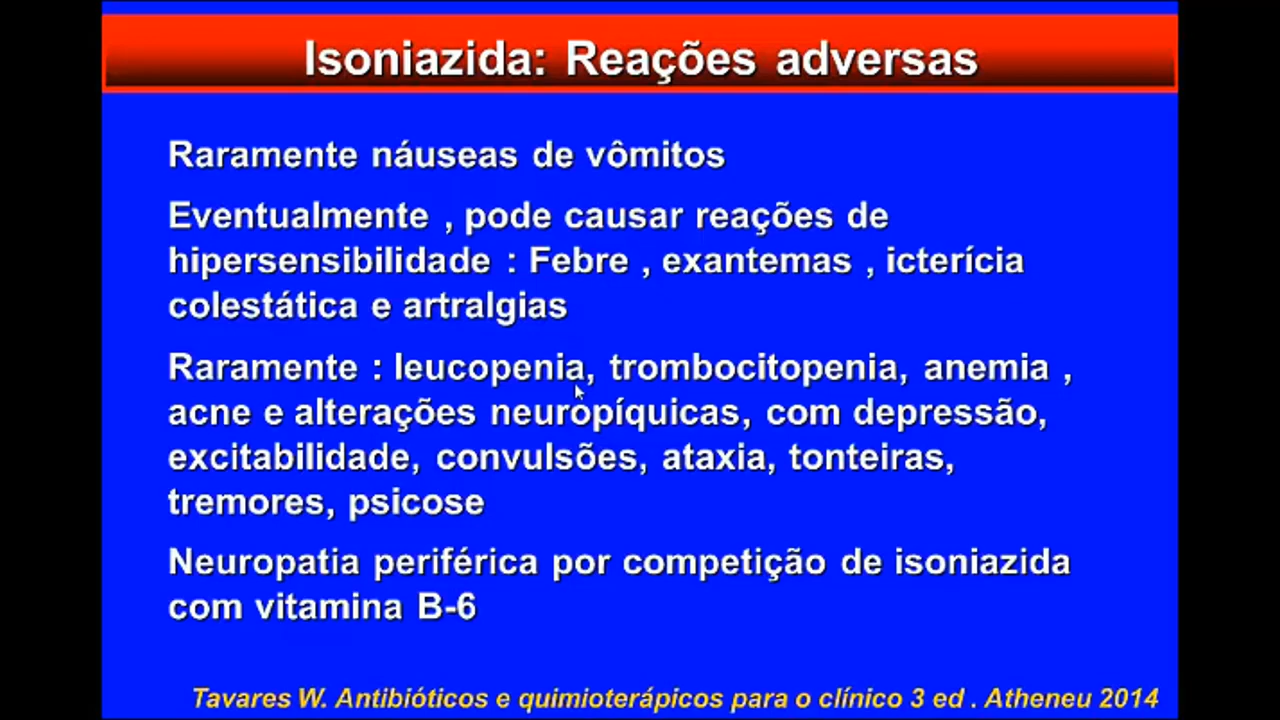 Isoniazida: Reações adversas
Raramente náuseas de vômitos
Eventualmente , pode causar reações de
hipersensibilidade : Febre , exantemas , icterícia
colestática e artralgias
Raramente : leucopenia, trombocitopenia, anemia ,
acne e alterações neuropíquicas, com depressão,
excitabilidade, convulsões, ataxia, tonteiras,
tremores, psicose
Neuropatia periférica por competição de isoniazida
com vitamina B-6
Tavares W. Antibióticos e quimioterápicos para o clínico 3 ed . Atheneu 2014